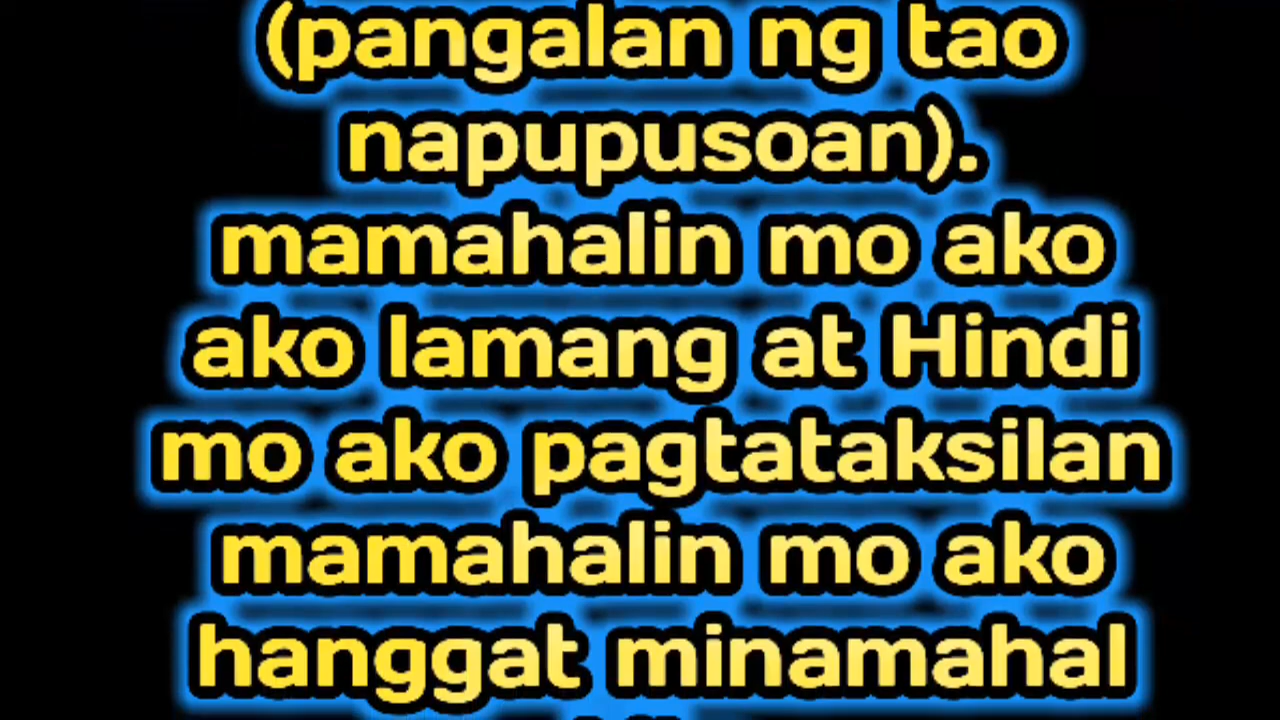 (pangalan ng tao
napupusoan).
mamahalin mo ako
ako lamang at Hindi
mo ako pagtataksilan
mamahalin mo ako
hanggat minamahal